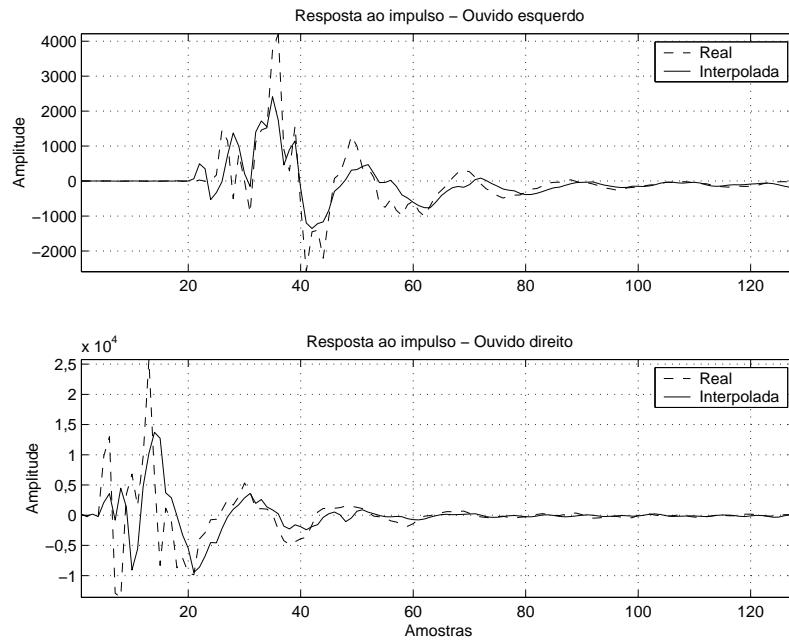 Resposta ao impulso – Ouvido esquerdo
4000
3000
2000
1000
0
−1000
−2000
Amplitude
Real
Interpolada
20
40
60
80
100
120
Resposta ao impulso – Ouvido direito
x 10^4
2,5
2
1,5
1
0,5
0
−0,5
−1
Amplitude
Real
Interpolada
20
40
60
80
100
120
Amostras